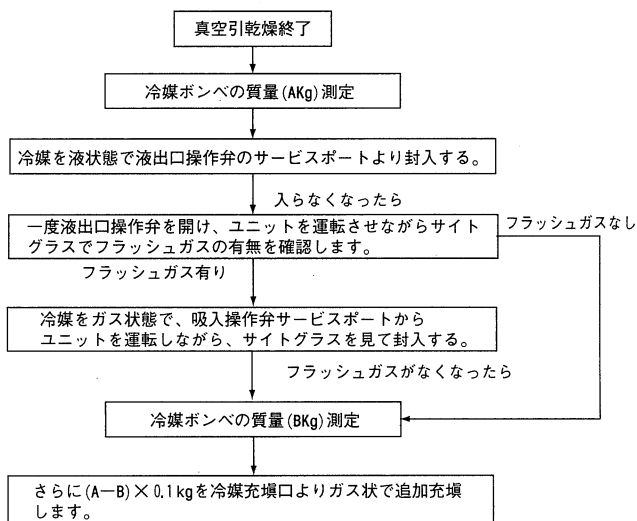 真空引乾燥終了
冷媒ボンベの質量(AKg)測定
冷媒を液状態で液出口操作弁のサービスポートより封入する。
入らなくなったら
一度液出口操作弁を開け、ユニットを運転させながらサイト
グラスでフラッシュガスの有無を確認します。
フラッシュガスなし
フラッシュガス有り
冷媒をガス状態で、吸入操作弁サービスポートから
ユニットを運転しながら、サイトグラスを見て封入する。
フラッシュガスがなくなったら
冷媒ボンベの質量(BKg)測定
さらに(A―B)×0.1kgを冷媒充填口よりガス状で追加充填
します。